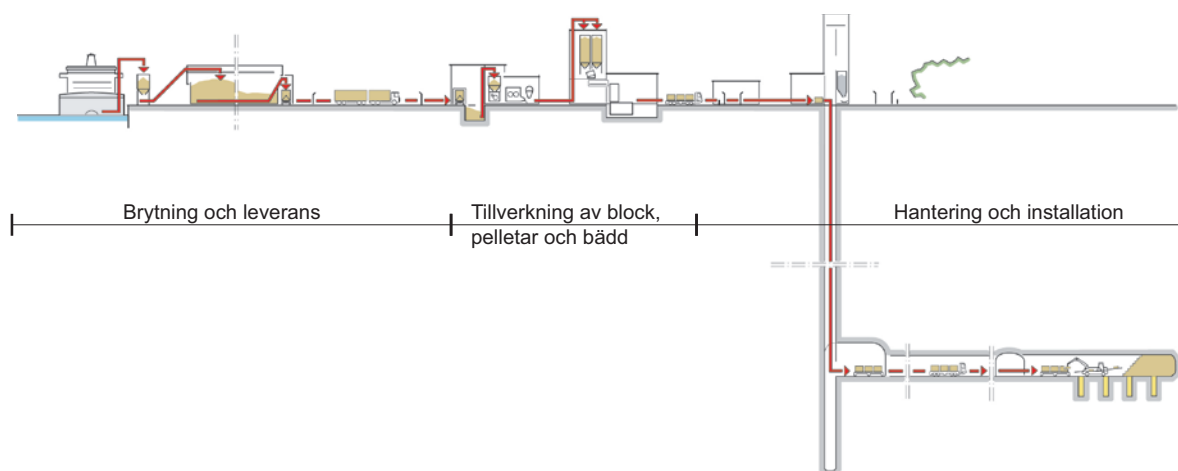 Brytning och leverans
Tillverkning av block,
pelletar och bädd
Hantering och installation